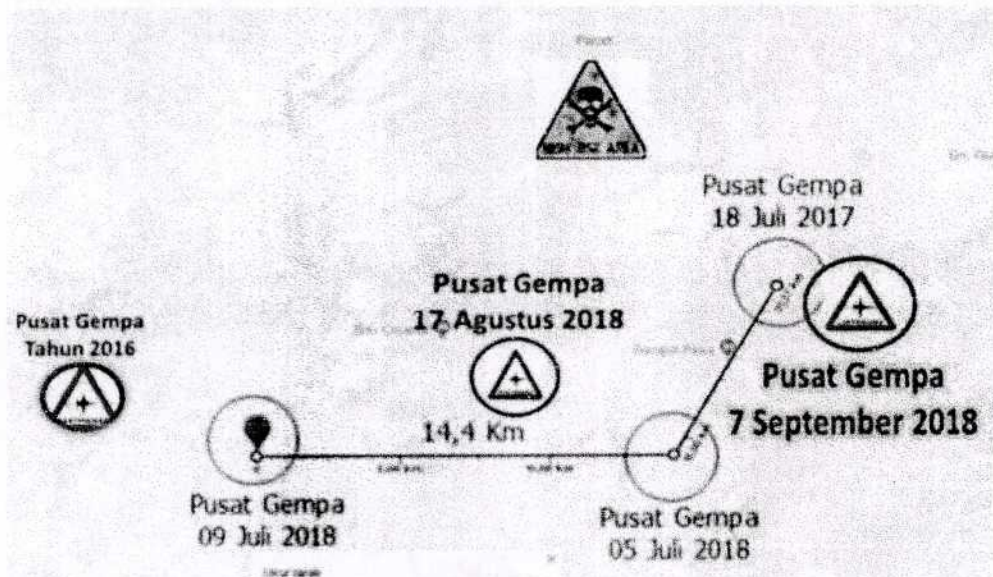 Pusat Gempa
18 Juli 2017
Pusat Gempa
17 Agustus 2018
Pusat Gempa
Tahun 2016
Pusat Gempa
7 September 2018
14,4 Km
Pusat Gempa
09 Juli 2018
Pusat Gempa
05 Juli 2018